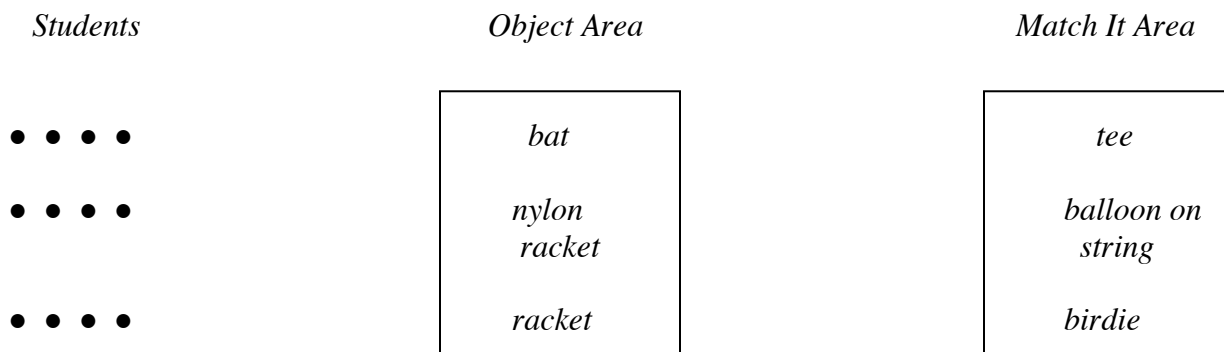 Students Object Area Match It Area
• • • • bat tee
• • • • nylon balloon on
racket string
• • • • racket birdie